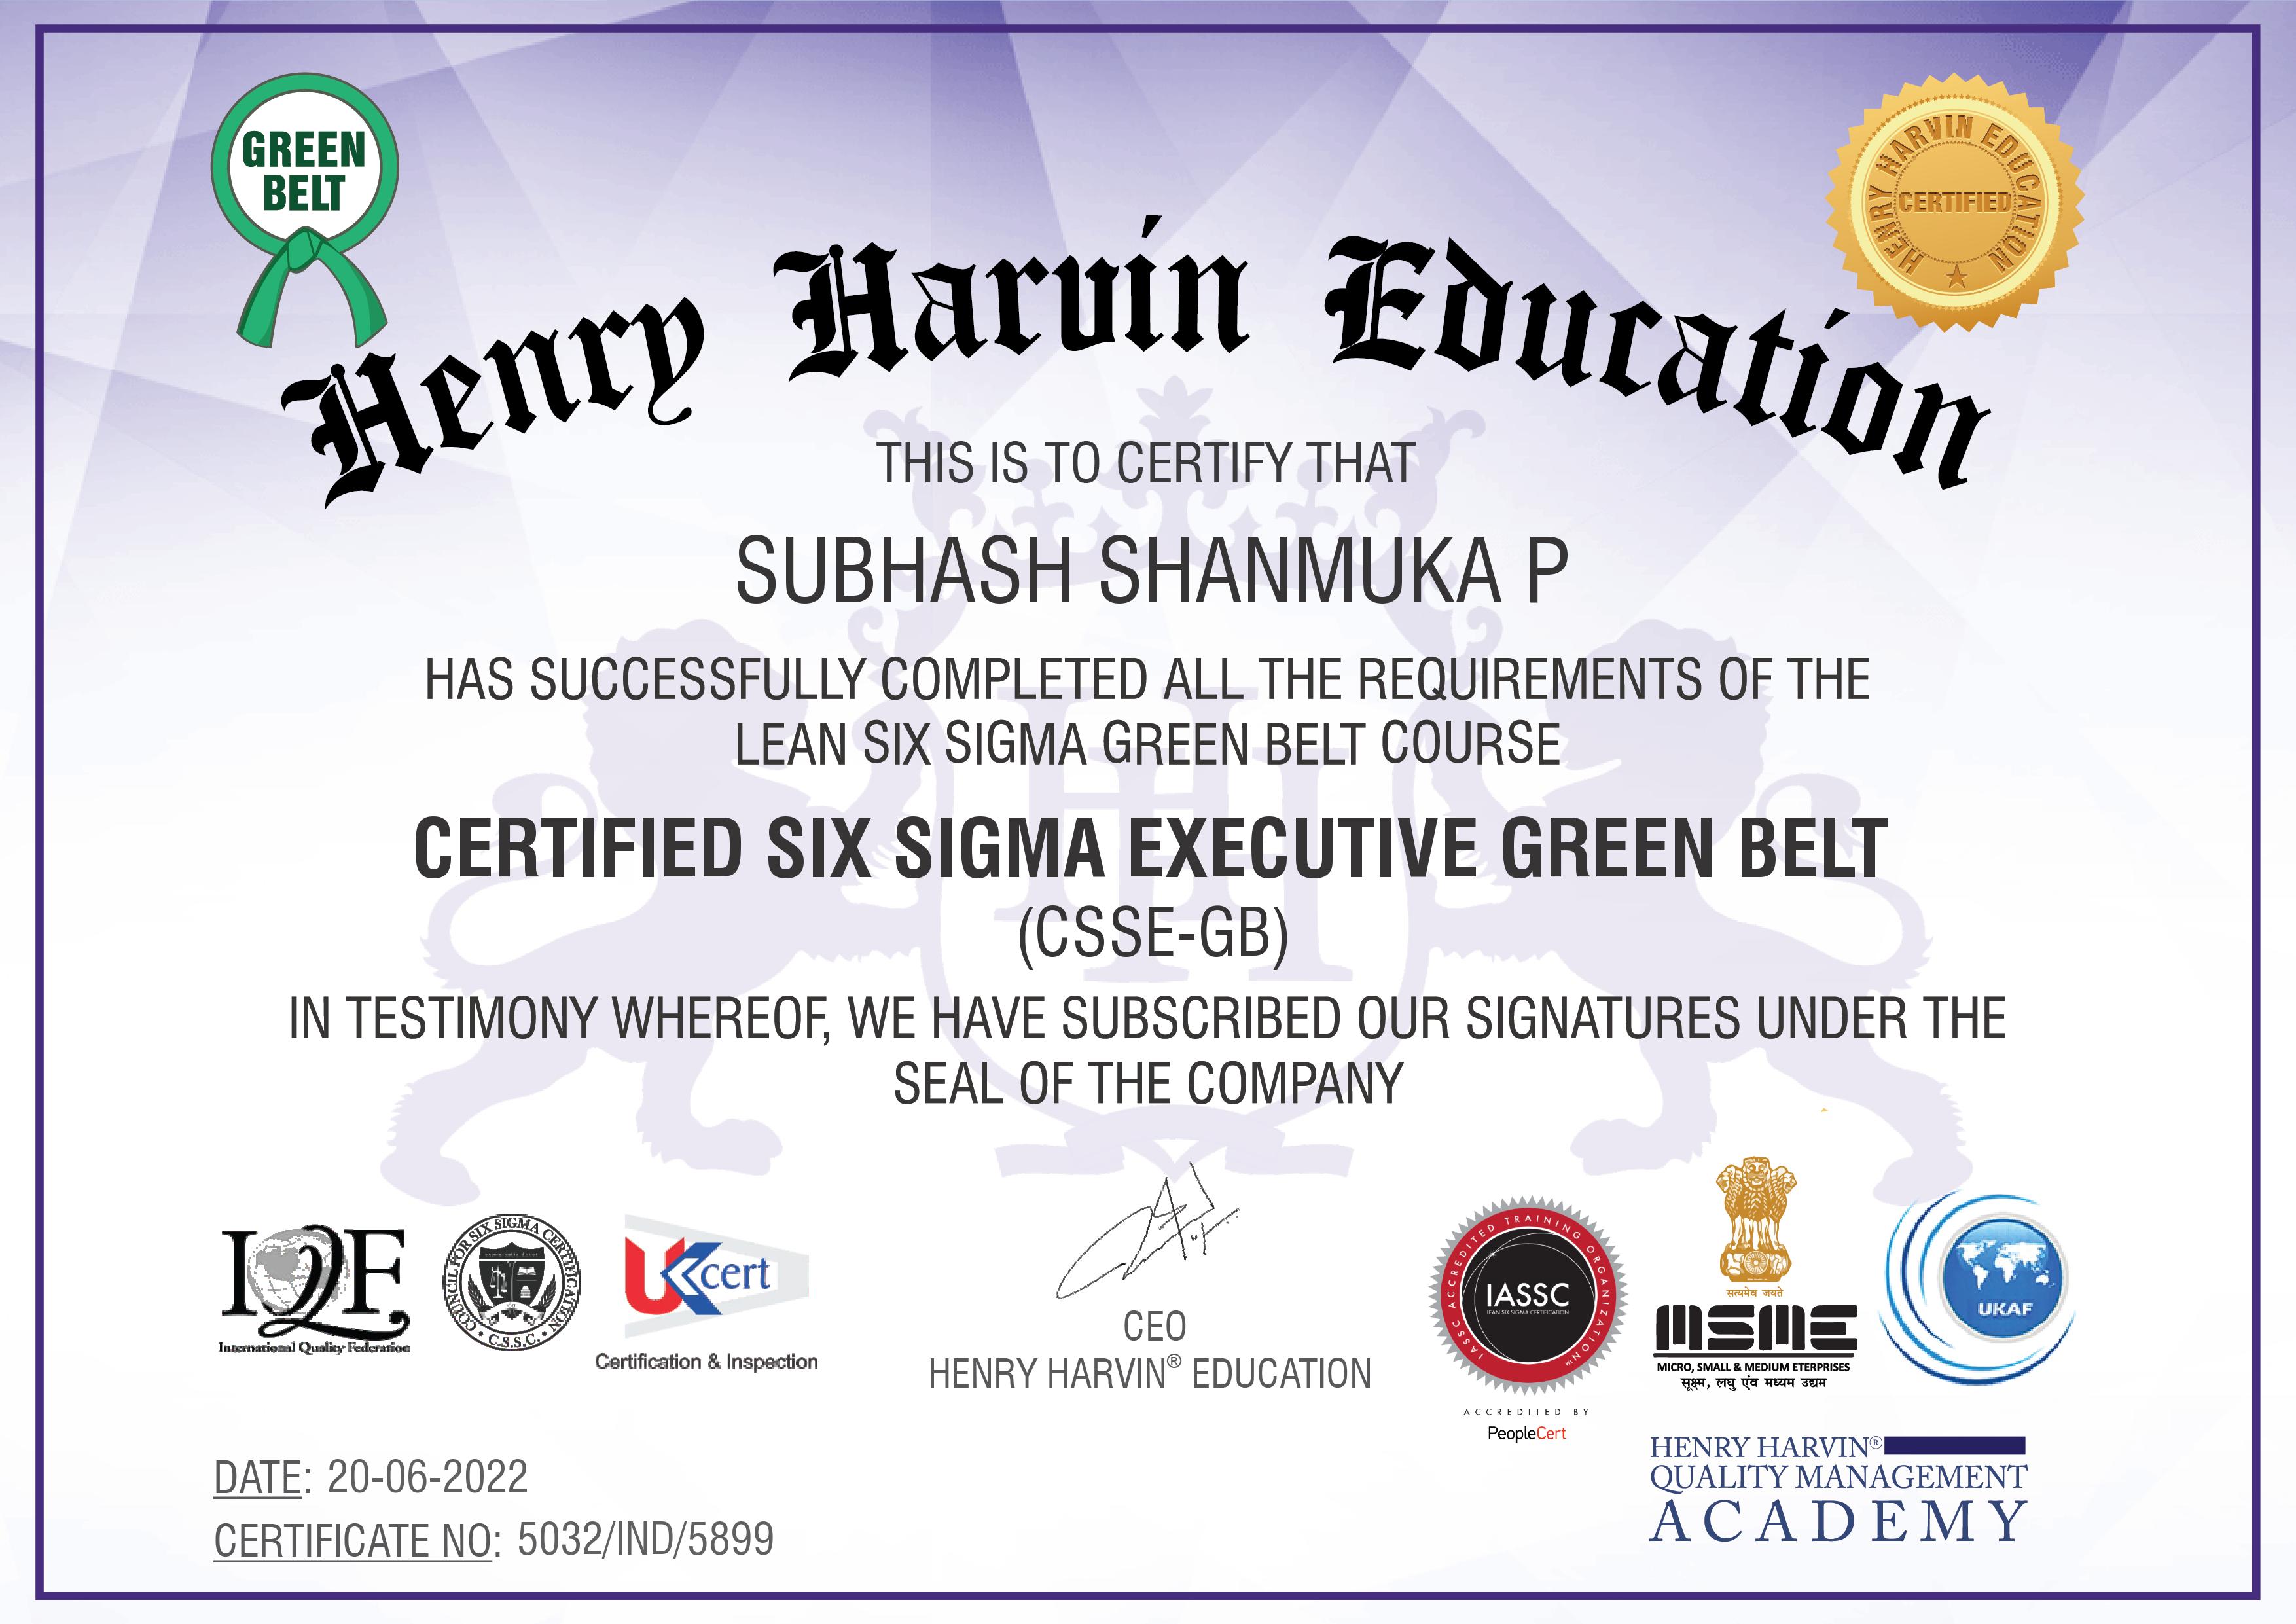 GREEN
BELT
HENRY HARVIN EDUCATION
CERTIFIED
Henry Harvin Education
THIS IS TO CERTIFY THAT
SUBHASH SHANMUKA P
HAS SUCCESSFULLY COMPLETED ALL THE REQUIREMENTS OF THE
LEAN SIX SIGMA GREEN BELT COURSE
CERTIFIED SIX SIGMA EXECUTIVE GREEN BELT
(CSSE-GB)
IN TESTIMONY WHEREOF, WE HAVE SUBSCRIBED OUR SIGNATURES UNDER THE
SEAL OF THE COMPANY
IQF
International Quality Federation
COUNCIL FOR SIX SIGMA CERTIFICATION
C.S.S.C.
UKcert
Certification & Inspection
CEO
HENRY HARVIN® EDUCATION
IASSC ACCREDITED TRAINING ORGANIZATION™
IASSC
LEAN SIX SIGMA CERTIFICATION
ACCREDITED BY
PeopleCert
सत्यमेव जयते
MSME
MICRO, SMALL & MEDIUM ETERPRISES
सूक्ष्म, लघु एंव मध्यम उद्यम
UKAF
HENRY HARVIN®
QUALITY MANAGEMENT
ACADEMY
DATE: 20-06-2022
CERTIFICATE NO: 5032/IND/5899